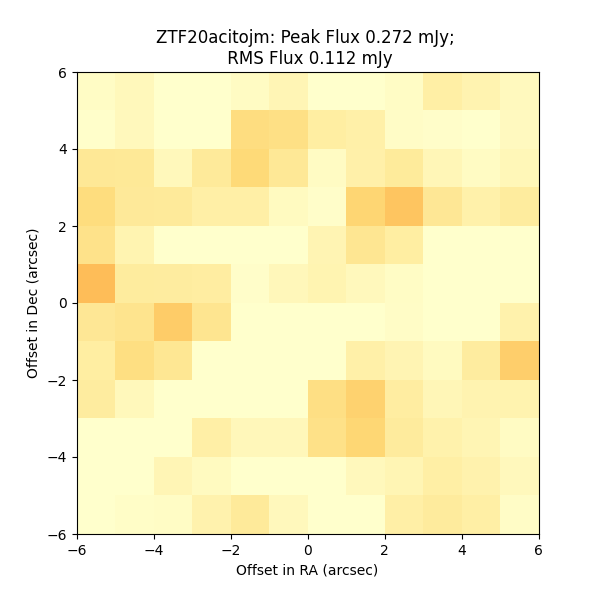 ZTF20acitojm: Peak Flux 0.272 mJy;
RMS Flux 0.112 mJy
6
4
2
0
−2
−4
−6
Offset in Dec (arcsec)
−6 −4 −2 0 2 4 6
Offset in RA (arcsec)